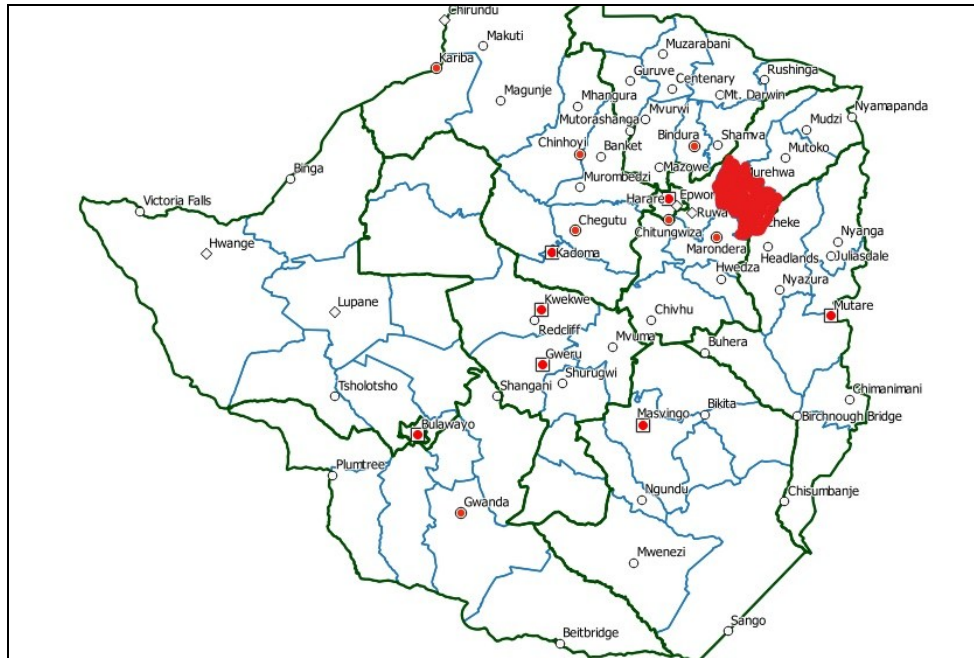 Chirundu
Makuti
Kariba
Muzarabani
Guruve
Centenary
Rushinga
Magunje
Mhangura
Mvurwi
Mt. Darwin
Nyamapanda
Mutorashanga
Bindura
Shamva
Mudzi
Chinhoyi
Banket
Mutoko
Binga
Mazowe
Murombedzi
Harare
Ruwa
Victoria Falls
Chegutu
Chitungwiza
Nyanga
Hwange
Kadoma
Marondera
Headlands
Juliasdale
Hwedza
Nyazura
Lupane
Kwekwe
Chivhu
Mutare
Redcliff
Mvuma
Buhera
Gweru
Tsholotsho
Shangani
Shurugwi
Chimanimani
Bikita
Masvingo
Birchnough Bridge
Bulawayo
Plumtree
Ngundu
Chisumbanje
Gwanda
Mwenezi
Sango
Beitbridge